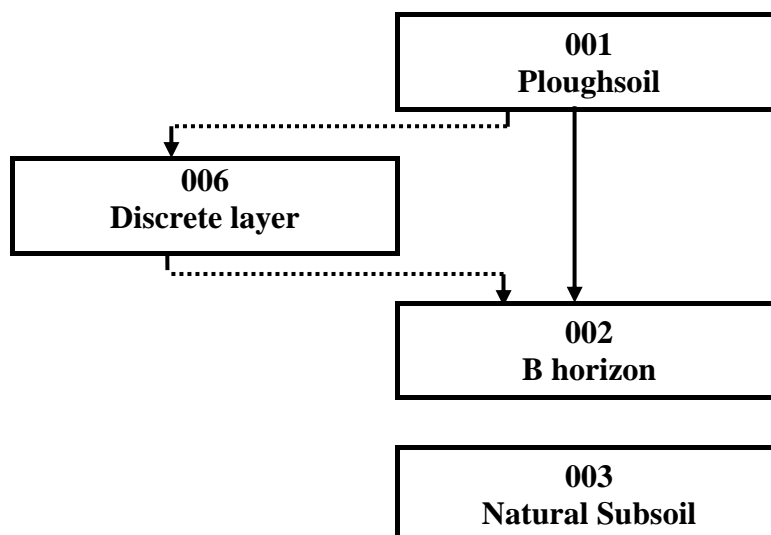 001
Ploughsoil
006
Discrete layer
002
B horizon
003
Natural Subsoil